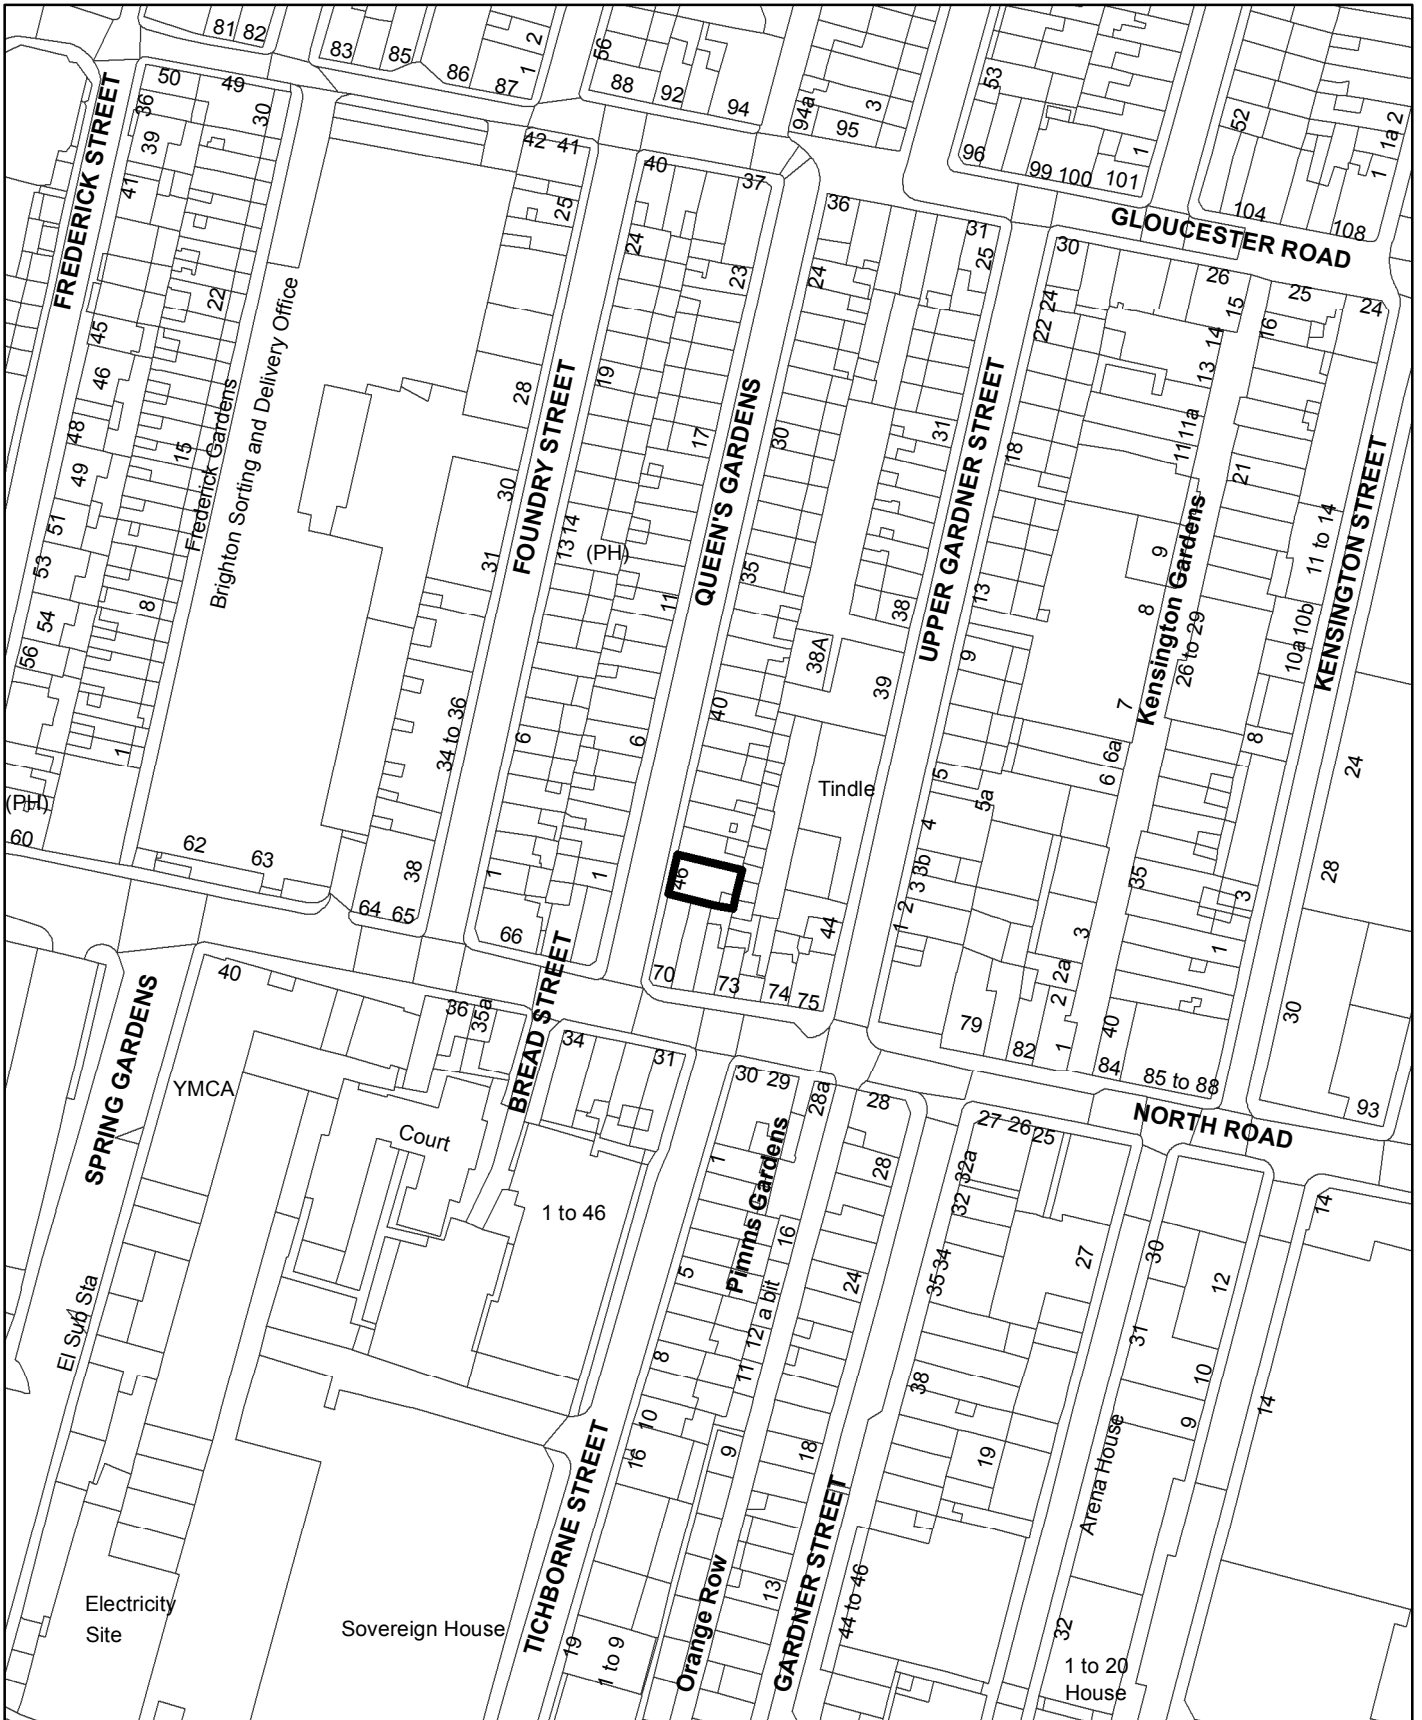 81 82
83
85
86
87
1 2
56
88
92
94
94a
3
95
53
96
99 100
101
1
52
104
108
1
1a 2
GLOUCESTER ROAD
50
49
36
39
41
30
22
FREDERICK STREET
45
46
48
49
51
53
54
56
15
8
1
Frederick Gardens
Brighton Sorting and Delivery Office
(PH)
60
62
63
42 41
25
28
30
31
34 to 36
38
64 65
FOUNDRY STREET
40
37
24
23
19
17
13 14
(PH)
11
6
6
1
1
66
QUEEN'S GARDENS
36
31
25
24
30
31
35
38
38A
39
40
Tindle
46
44
70
73
74 75
UPPER GARDNER STREET
30
26
25
24
22 24
15
16
14
13
11 11a
18
21
9
8
13
9
7
6 6a
5
5a
4
3 3b
1 2
3
2 2a
1
79
82
Kensington Gardens
26 to 29
11 to 14
10a 10b
8
35
3
1
40
84
85 to 88
KENSINGTON STREET
24
28
30
93
NORTH ROAD
SPRING GARDENS
40
36
35a
YMCA
Court
BREAD STREET
34
31
1 to 46
El Sub Sta
Electricity
Site
Sovereign House
TICHBORNE STREET
30 29
28a
28
1
5
8
10
16
Pimms Gardens
16
12 a bit
11
9
28
24
18
13
19
1 to 9
Orange Row
GARDNER STREET
27 26 25
32 32a
35 34
38
19
27
44 to 46
30
31
12
10
9
14
14
Arena House
32
1 to 20
House